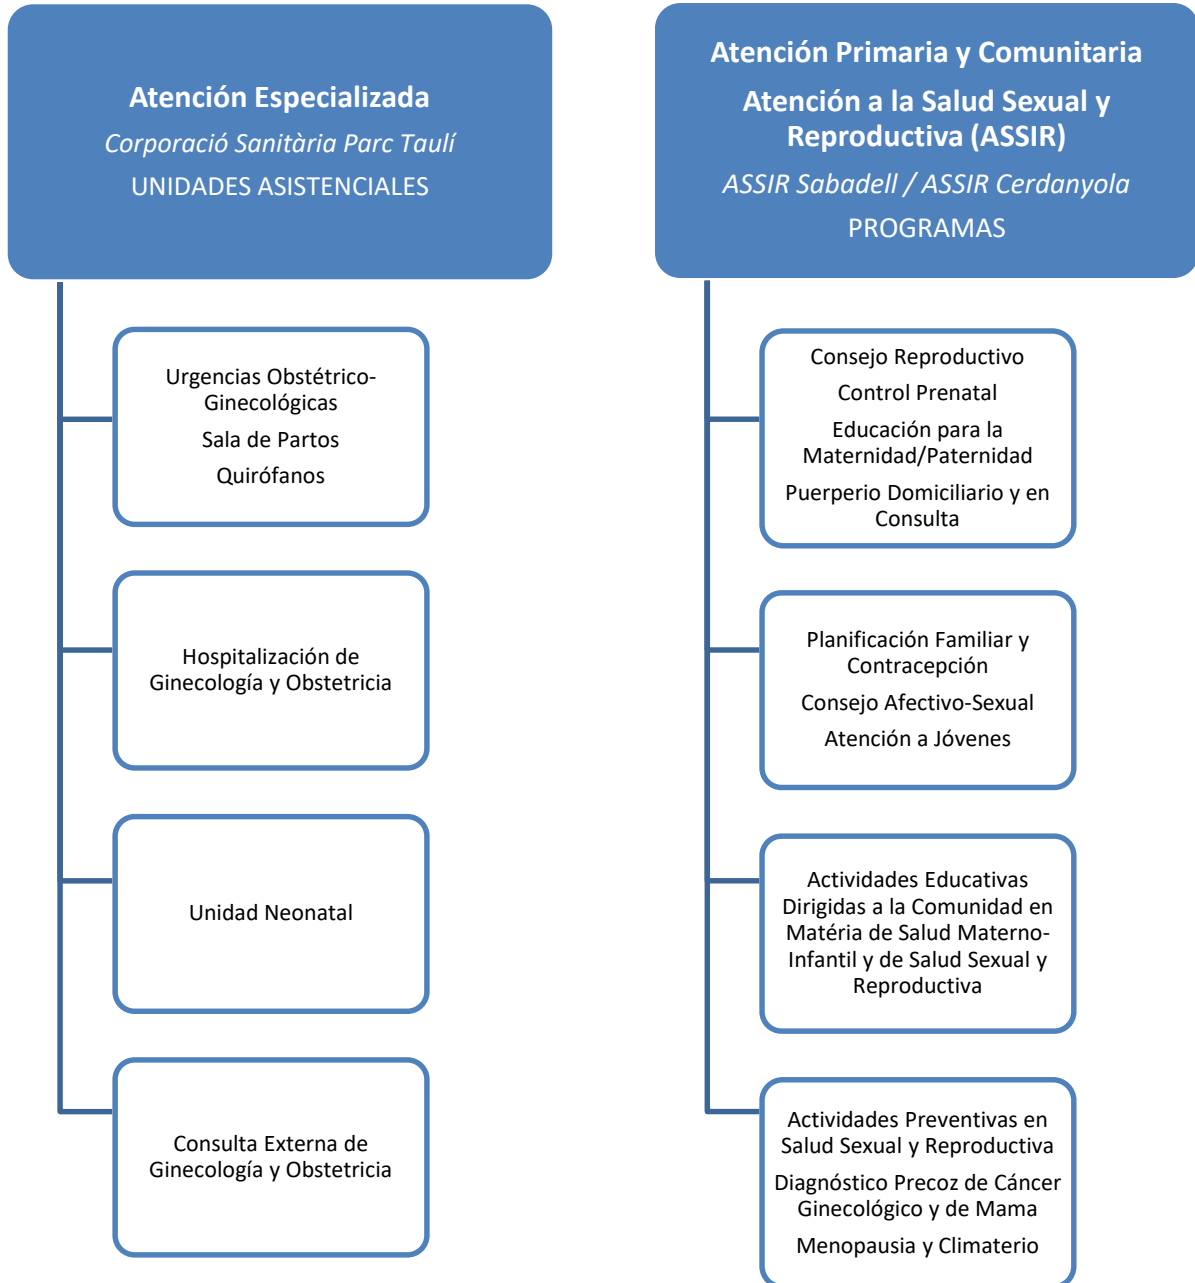 Atención Especializada
Corporació Sanitària Parc Taulí
UNIDADES ASISTENCIALES
Urgencias Obstétrico-
Ginecológicas
Sala de Partos
Quirófanos
Hospitalización de
Ginecología y Obstetricia
Unidad Neonatal
Consulta Externa de
Ginecología y Obstetricia
Atención Primaria y Comunitaria
Atención a la Salud Sexual y
Reproductiva (ASSIR)
ASSIR Sabadell / ASSIR Cerdanyola
PROGRAMAS
Consejo Reproductivo
Control Prenatal
Educación para la
Maternidad/Paternidad
Puerperio Domiciliario y en
Consulta
Planificación Familiar y
Contracepción
Consejo Afectivo-Sexual
Atención a Jóvenes
Actividades Educativas
Dirigidas a la Comunidad en
Matéria de Salud Materno-
Infantil y de Salud Sexual y
Reproductiva
Actividades Preventivas en
Salud Sexual y Reproductiva
Diagnóstico Precoz de Cáncer
Ginecológico y de Mama
Menopausia y Climaterio